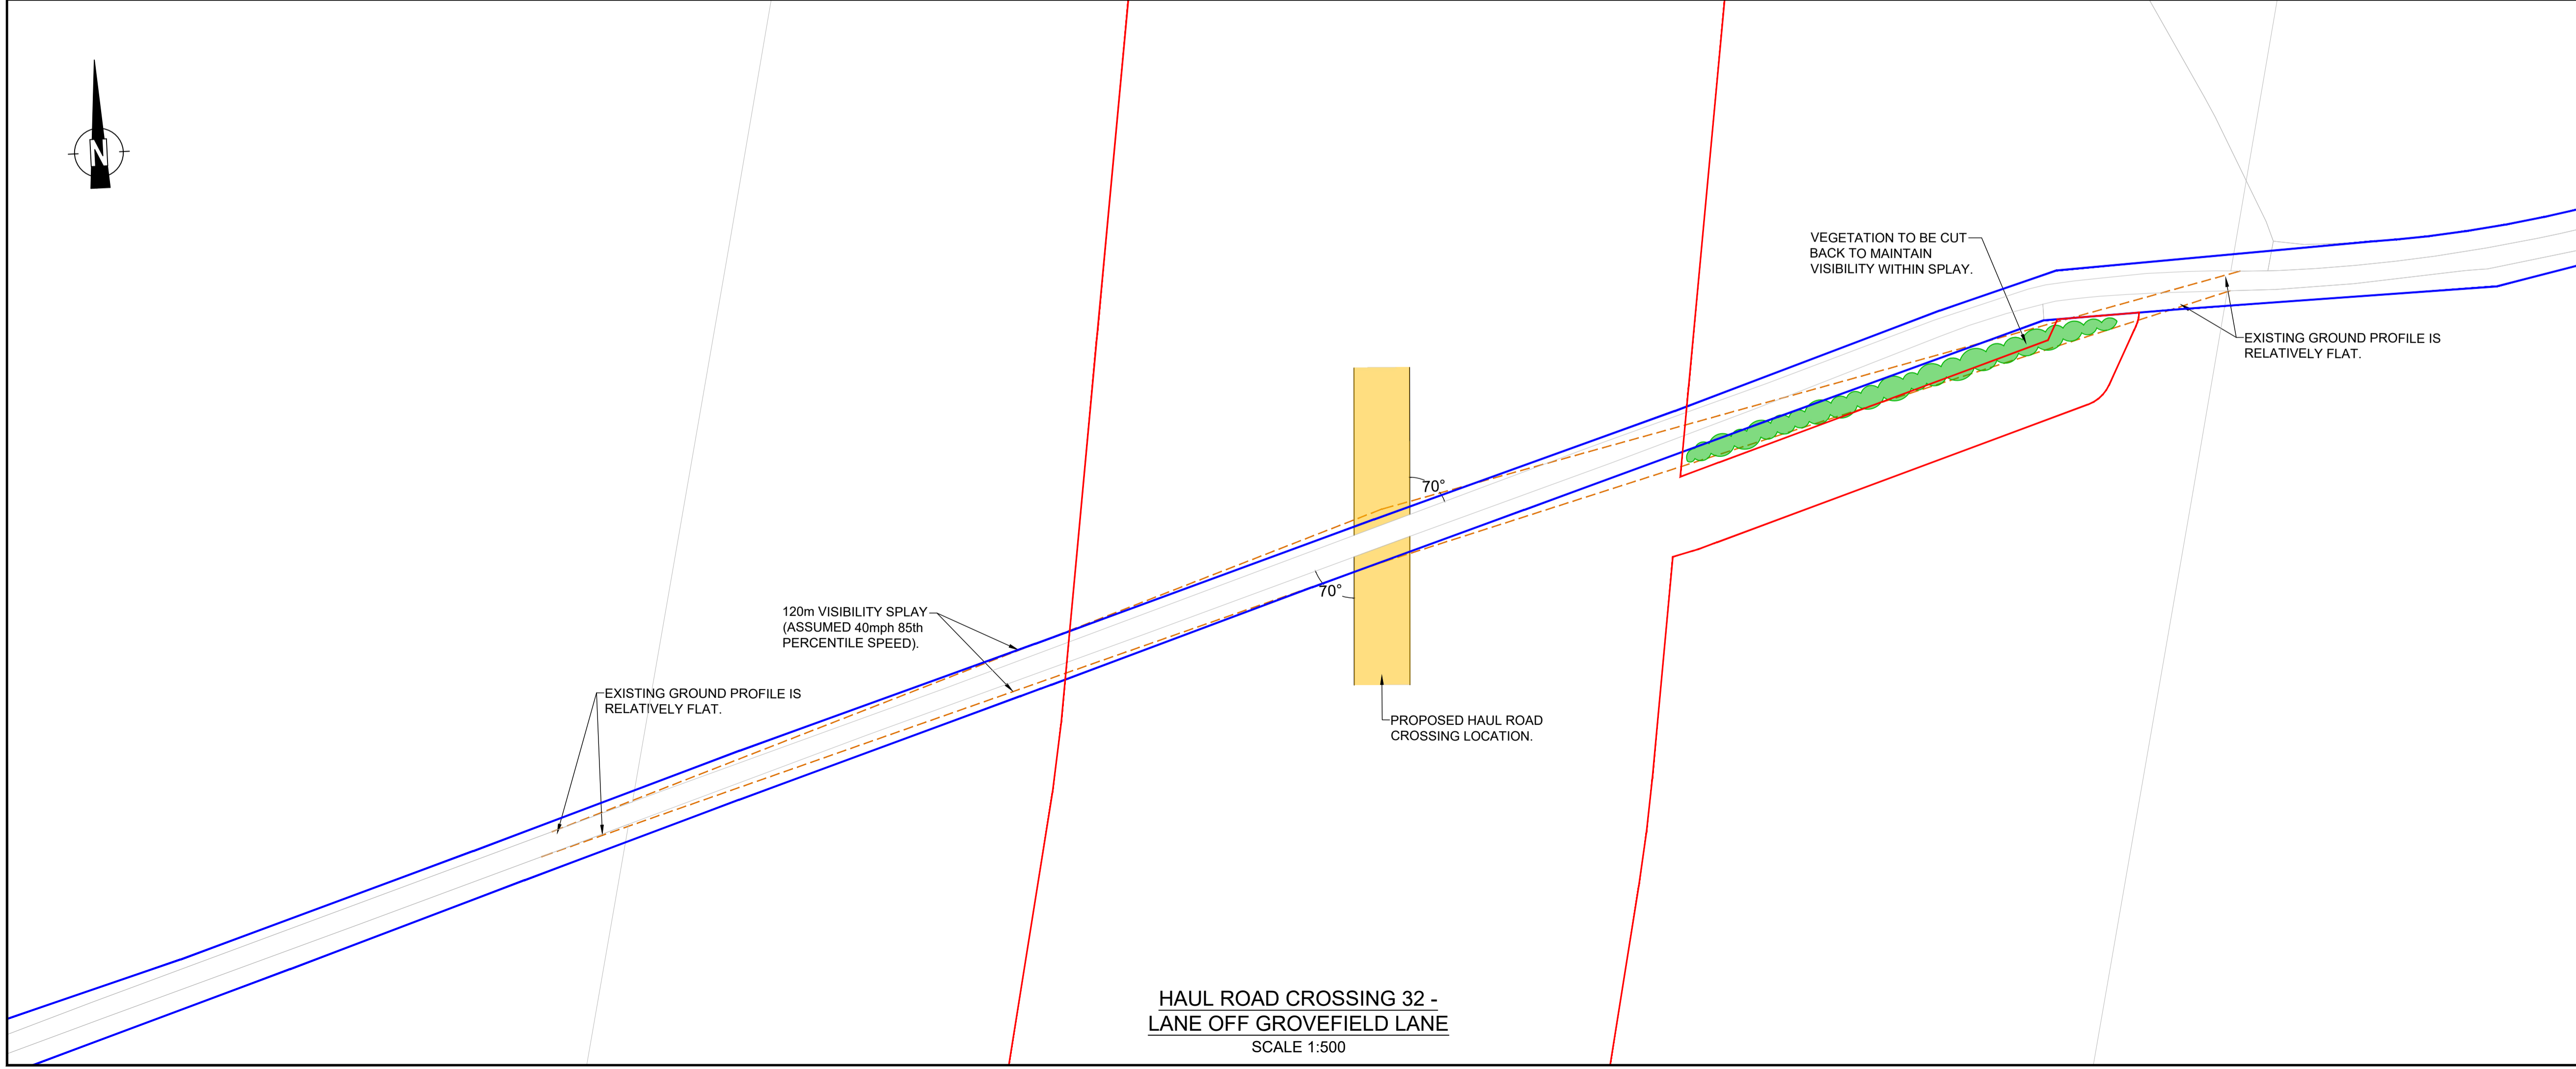 N
VEGETATION TO BE CUT
BACK TO MAINTAIN
VISIBILITY WITHIN SPLAY.
EXISTING GROUND PROFILE IS
RELATIVELY FLAT.
70°
70°
120m VISIBILITY SPLAY
(ASSUMED 40mph 85th
PERCENTILE SPEED).
EXISTING GROUND PROFILE IS
RELATIVELY FLAT.
PROPOSED HAUL ROAD
CROSSING LOCATION.
HAUL ROAD CROSSING 32 -
LANE OFF GROVEFIELD LANE
SCALE 1:500